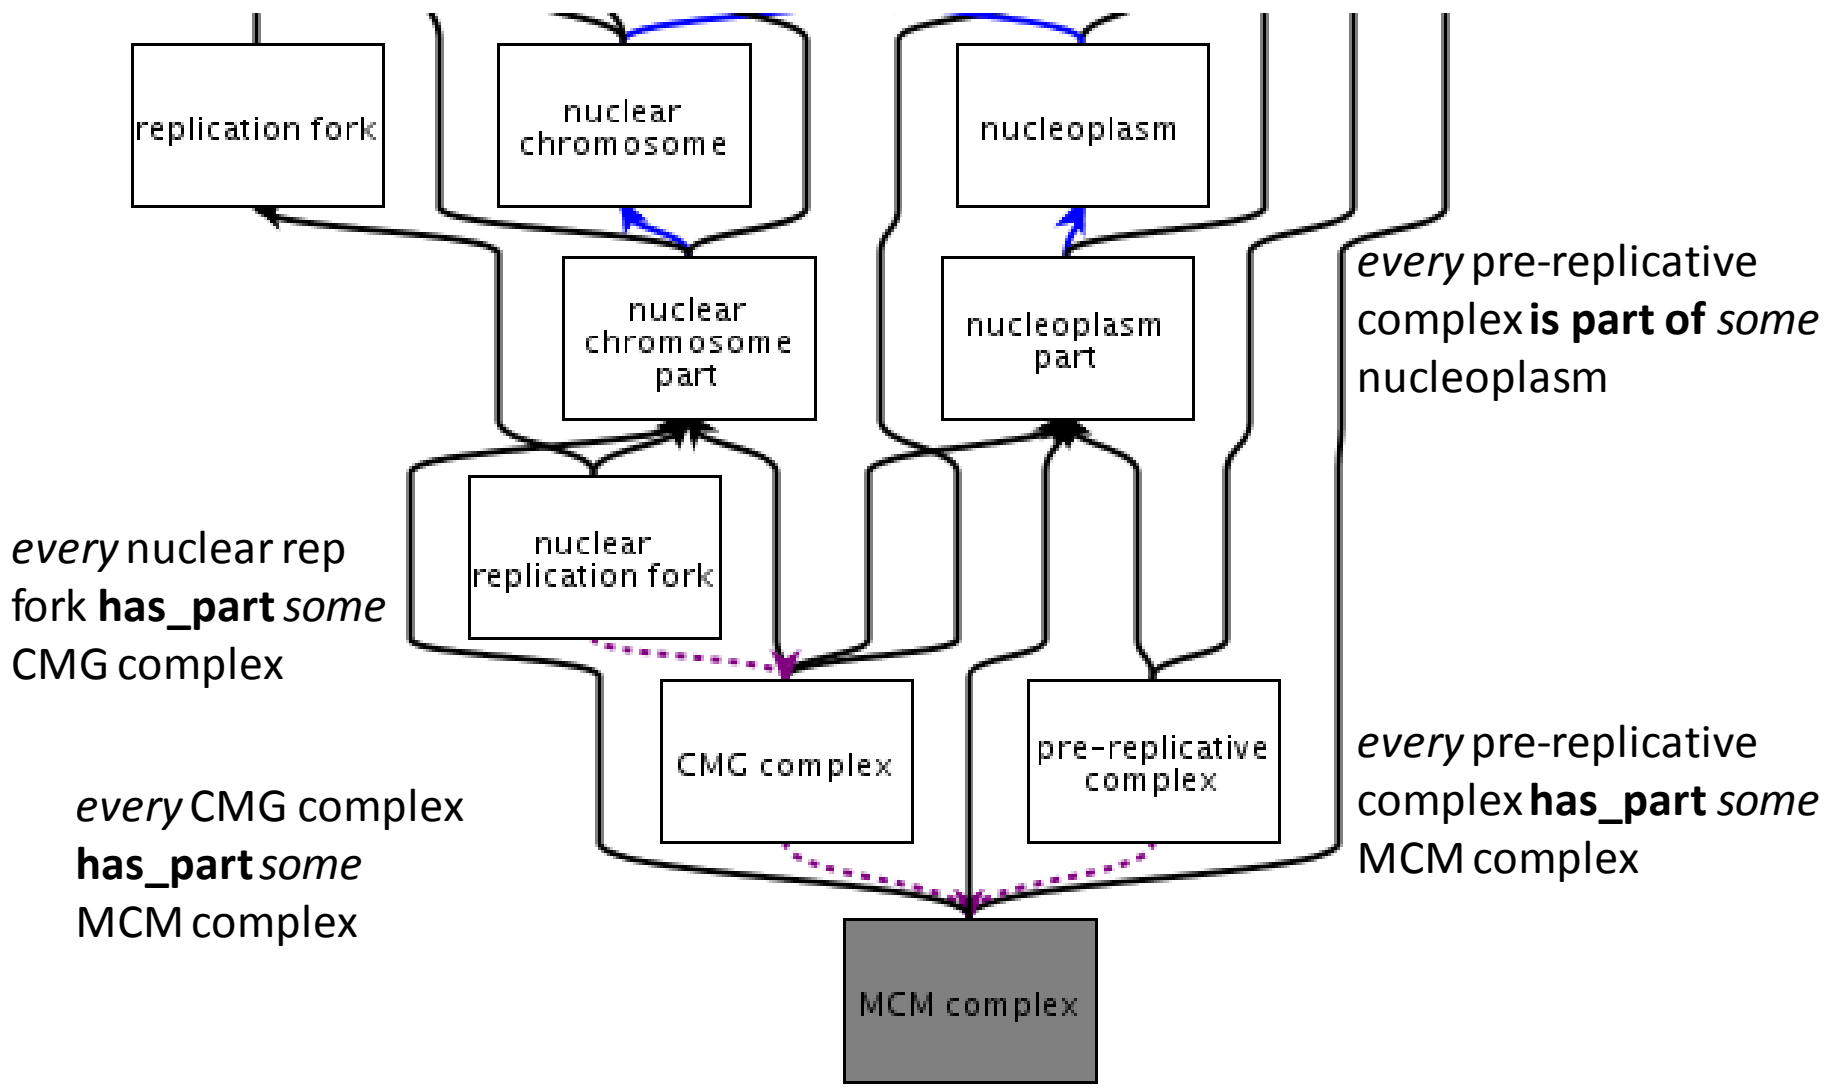 replication fork
nuclear
chromosome
nucleoplasm
nuclear
chromosome
part
nucleoplasm
part
every pre-replicative
complex is part of some
nucleoplasm
nuclear
replication fork
every nuclear rep
fork has_part some
CMG complex
CMG complex
pre-replicative
complex
every pre-replicative
complex has_part some
MCM complex
every CMG complex
has_part some
MCM complex
MCM complex